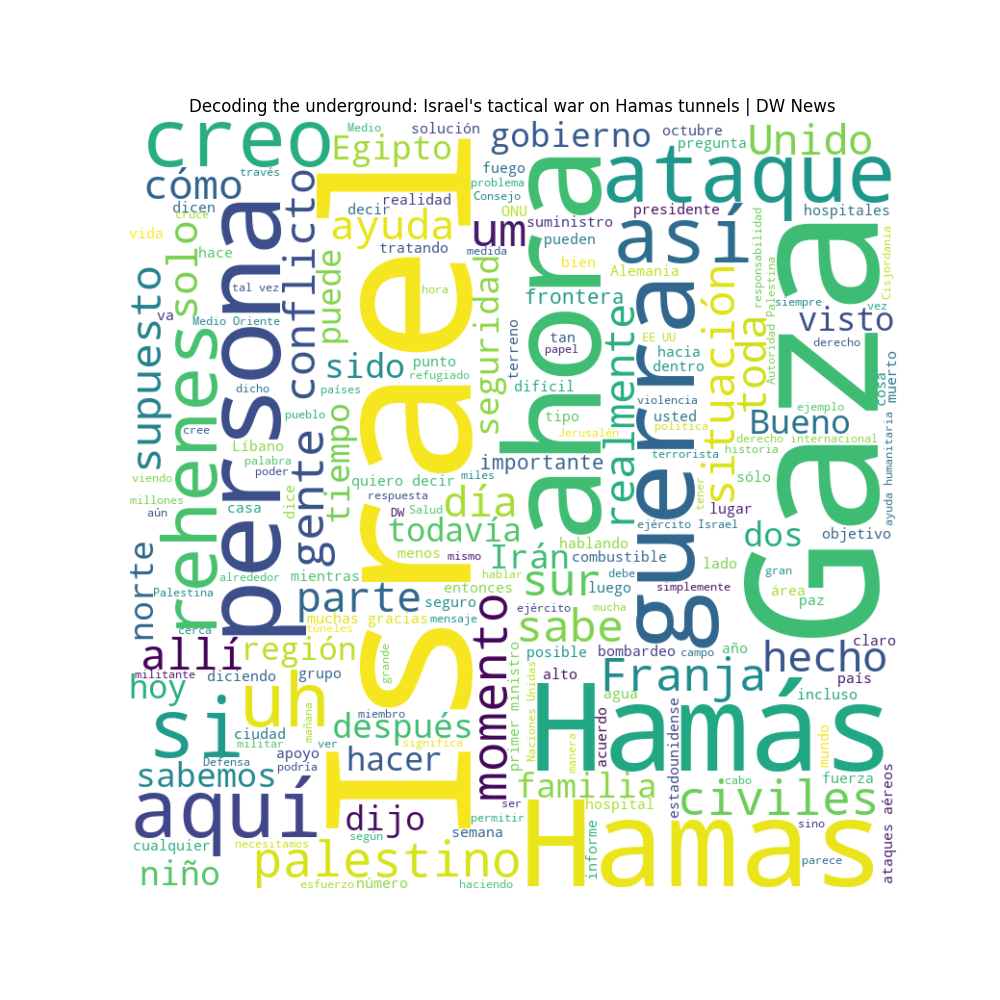 Decoding the underground: Israel's tactical war on Hamas tunnels | DW News
creo
Medio
solución
gobierno
octubre
pregunta
Unido
través
Egipto
cómo
fuego
problema
Consejo
ataque
dicen
cruce
realidad
decir
ONU
suministro
presidente
hospitales
vida
hace
ayuda
tratando
um
medida
pueden
así
bien
Alemania
responsabilidad
Autoridad Palestina
Cisjordania
solo
persona
conflicto
puede
Israel
hora
seguridad
ahora
guerra
situación
toda
Gaza
supuesto
va
tal vez
Medio Oriente
frontera
siempre
vez
visto
derecho
rehenes
sido
punto
refugiado
terreno
tan
papel
EE UU
hacia
dentro
cosa
muerto
dicho
países
difícil
violencia
pueblo
tiempo
tipo
realmente
usted
política
Bueno
ejemplo
cree
Líbano
Jerusalén
derecho internacional
historia
palabra
poder
importante
terrorista
viendo
gente
quiero decir
miles
sólo
ayuda humanitaria
millones
aún
casa
dice
respuesta
DW
Salud
día
tener
lugar
ejército Israel
todavía
dos
objetivo
norte
menos
mismo
Irán
hablando
combustible
lado
gran
Palestina
alrededor
mientras
hablar
sur
debe
simplemente
entonces
luego
área
paz
parte
seguro
ejército
mucha
cerca
túneles
muchas gracias
mensaje
momento
sabe
claro
allí
región
posible
bombardeo
campo
año
hecho
militante
diciendo
grupo
grande
primer ministro
Naciones Unidas
alto
Franja
país
hoy
uh
miembro
agua
incluso
si
mañana
después
Hamás
manera
acuerdo
estadounidense
mundo
ciudad
militar
ver
significa
apoyo
podría
Defensa
hacer
sabemos
familia
cabo
fuerza
aquí
ser
hospital
civiles
ataques aéreos
dijo
permitir
semana
Hamas
sino
cualquier
necesitamos
según
palestino
informe
parece
niño
esfuerzo
número
haciendo